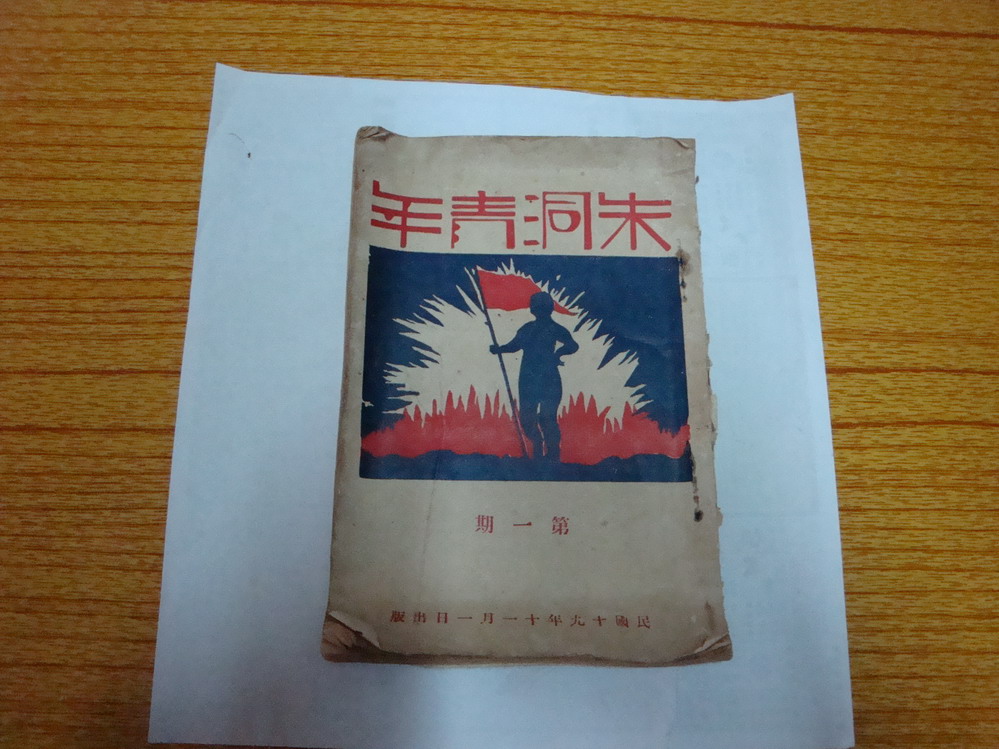 朱洞青年
第一期
民國十九年十一月一日出版